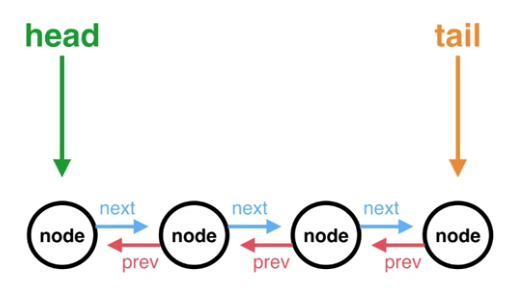 head tail
next next next
node node node node
prev prev prev